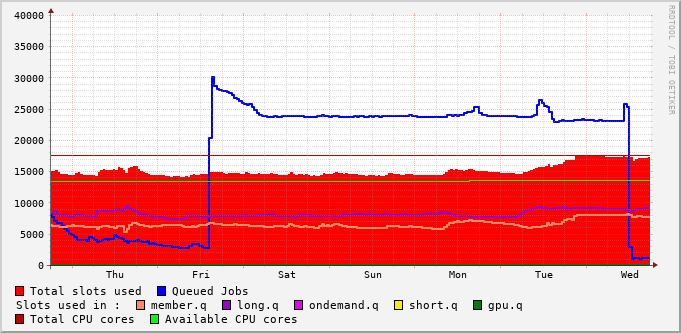 RRDTOOL / TOBI OETIKER
40000
35000
30000
25000
20000
15000
10000
5000
0
Thu Fri Sat Sun Mon Tue Wed
Total slots used Queued Jobs
Slots used in : member.q long.q ondemand.q short.q gpu.q
Total CPU cores Available CPU cores